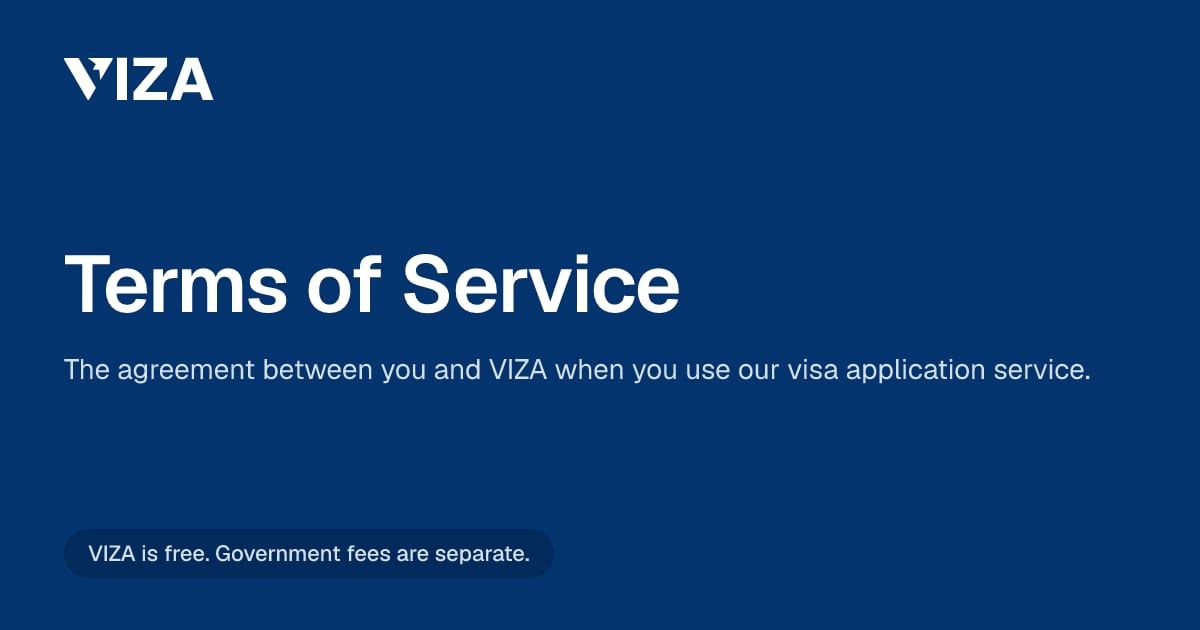 VIZA
Terms of Service
The agreement between you and VIZA when you use our visa application service.
VIZA is free. Government fees are separate.